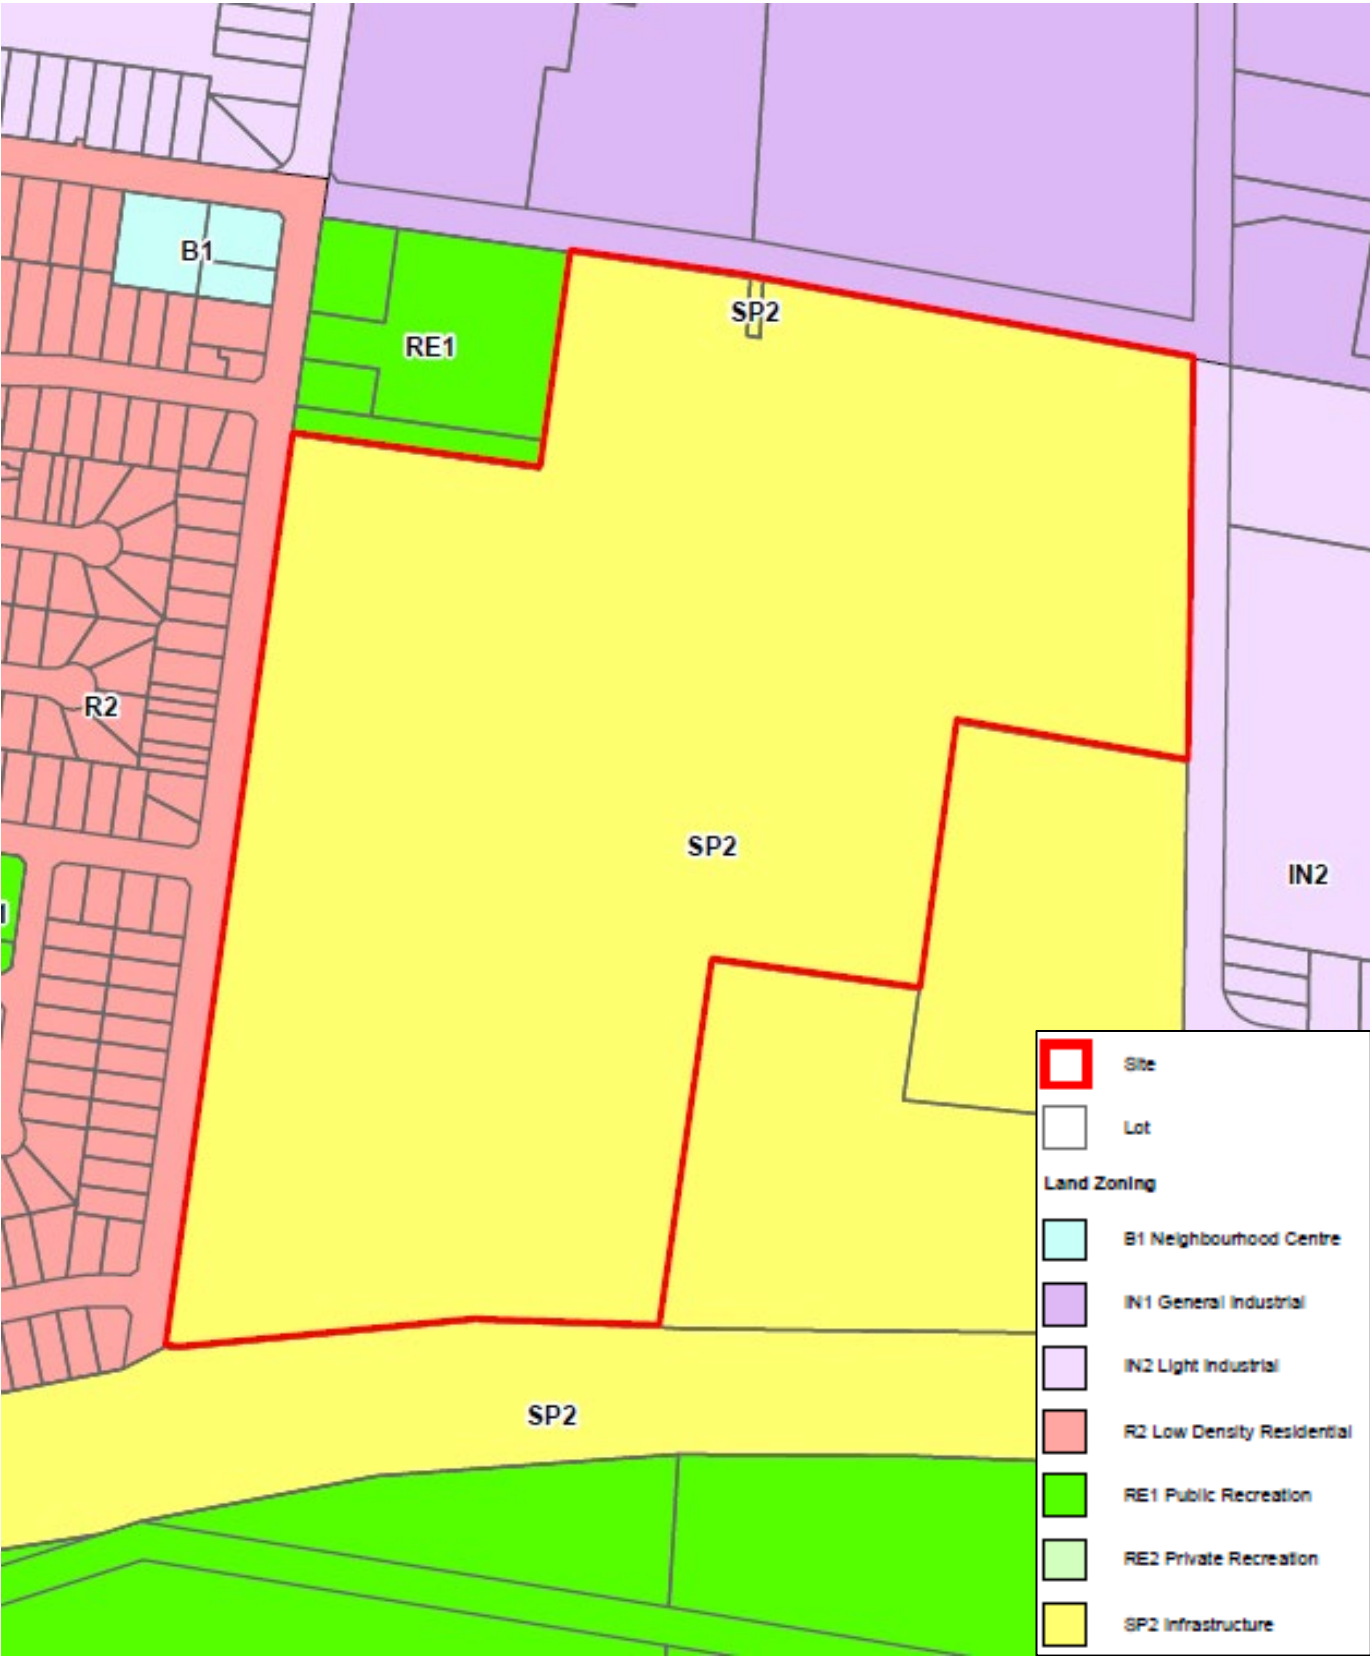 B1
SP2
RE1
R2
SP2
IN2
SP2
Site
Lot
Land Zoning
B1 Neighbourhood Centre
IN1 General Industrial
IN2 Light Industrial
R2 Low Density Residential
RE1 Public Recreation
RE2 Private Recreation
SP2 Infrastructure